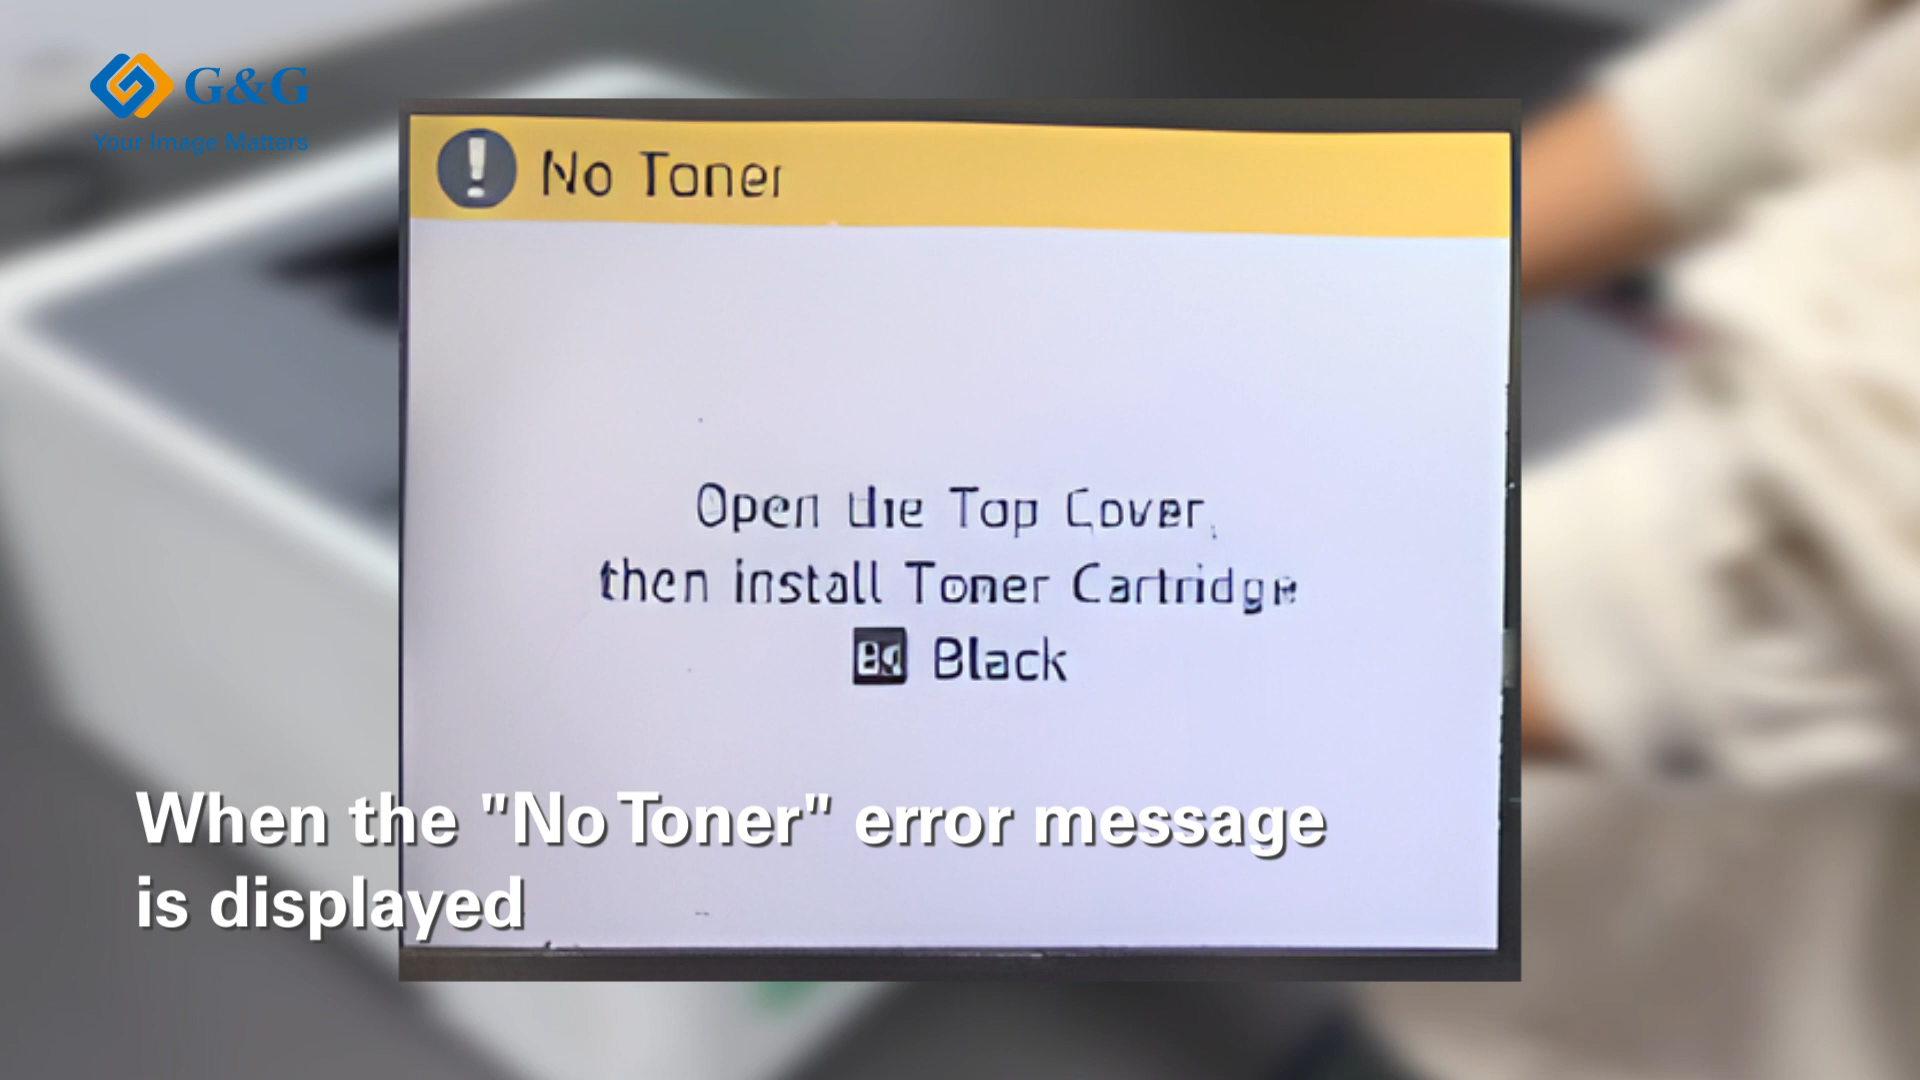 G&G
Your Image Matters
No Toner
Open the Top Cover,
then install Toner Cartridge
Black
When the "No Toner" error message
is displayed